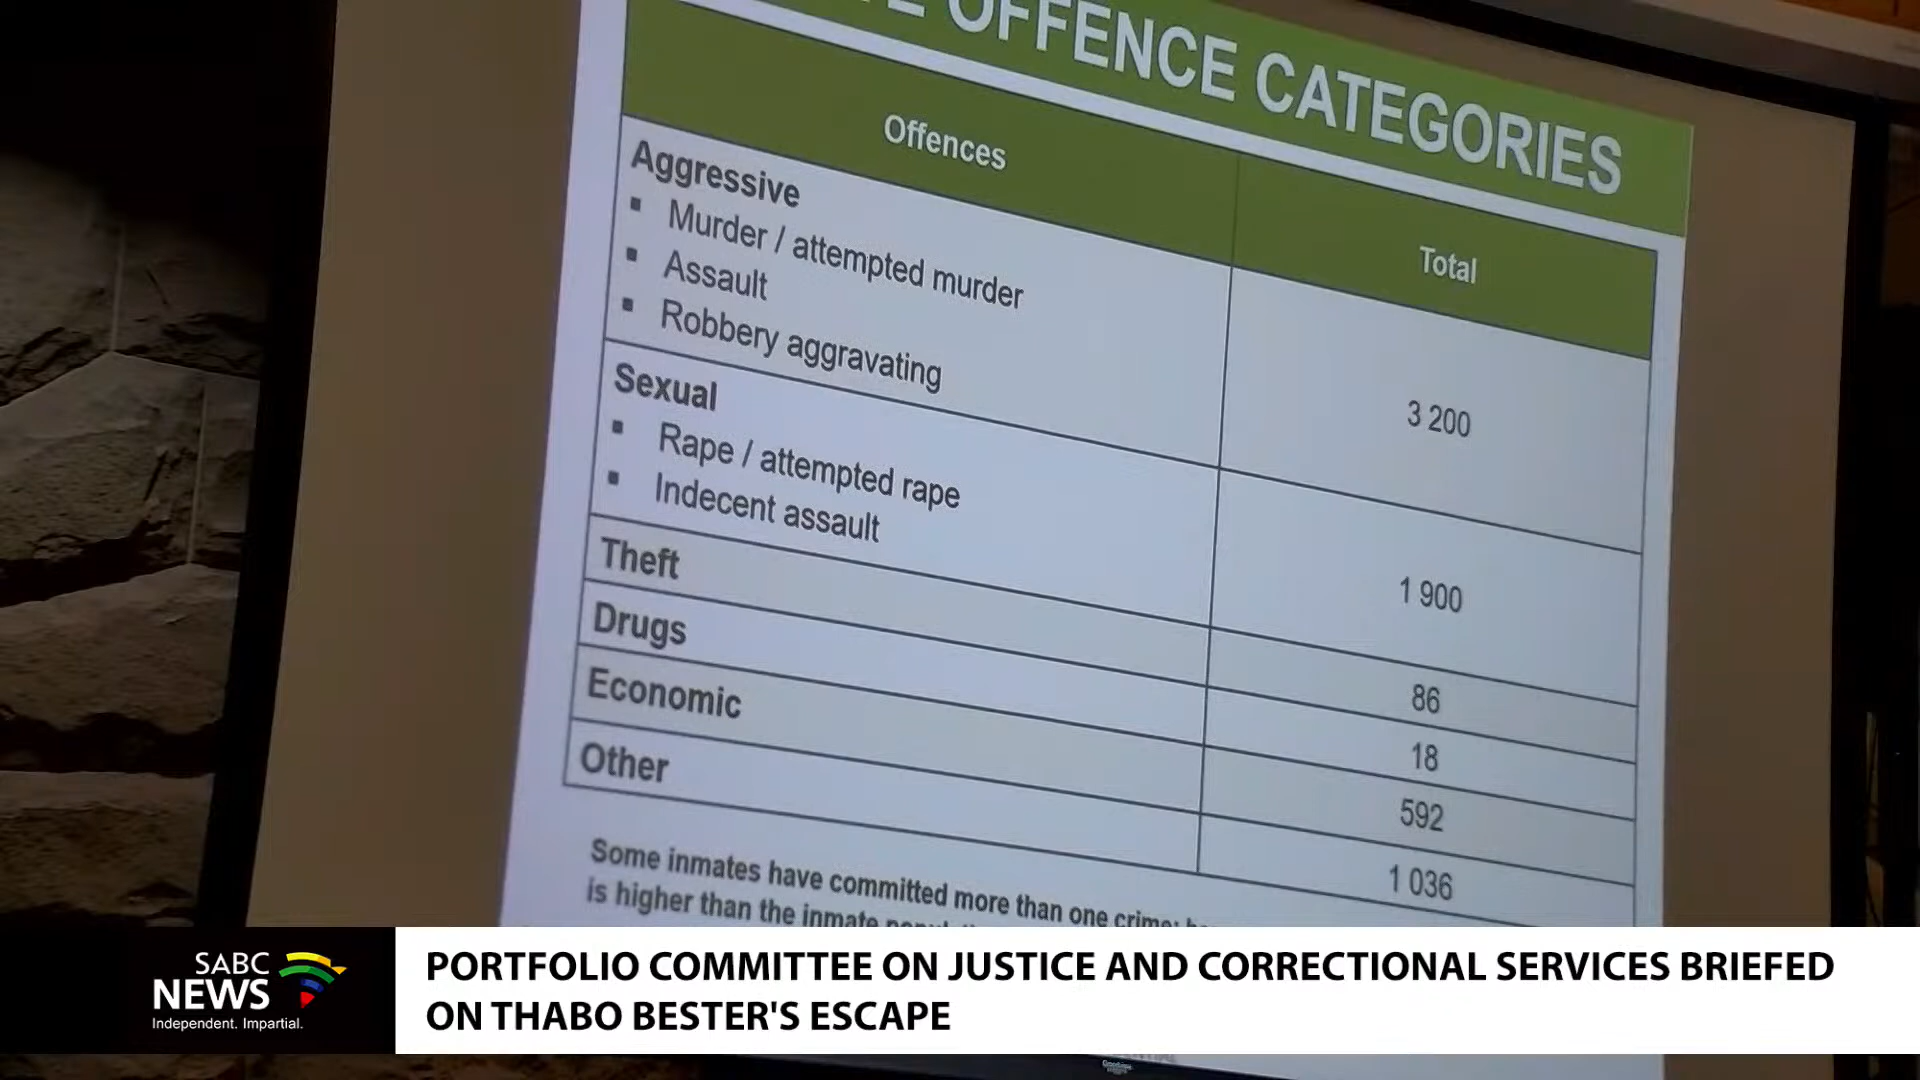 OFFENCE CATEGORIES
Offences
Total
Aggressive
▪ Murder / attempted murder
▪ Assault
▪ Robbery aggravating
3 200
Sexual
▪ Rape / attempted rape
▪ Indecent assault
1 900
Theft
86
Drugs
18
Economic
592
Other
1 036
Some inmates have committed more than one crime;
is higher than the inmate
SABC
NEWS
Independent. Impartial.
PORTFOLIO COMMITTEE ON JUSTICE AND CORRECTIONAL SERVICES BRIEFED
ON THABO BESTER'S ESCAPE